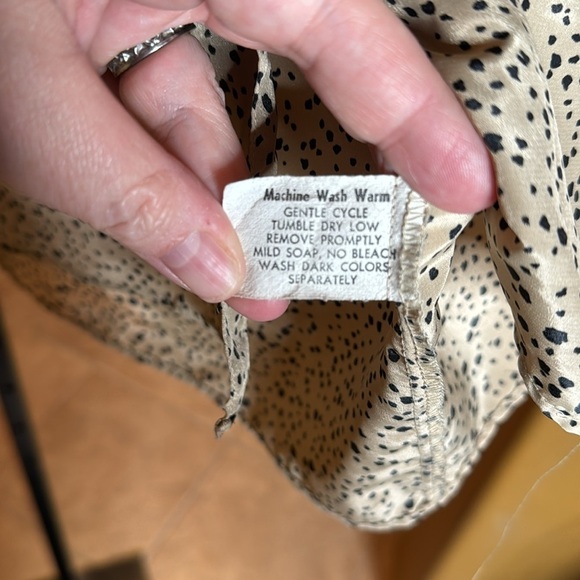 Machine Wash Warm
GENTLE CYCLE
TUMBLE DRY LOW
REMOVE PROMPTLY
MILD SOAP, NO BLEACH
WASH DARK COLORS
SEPARATELY